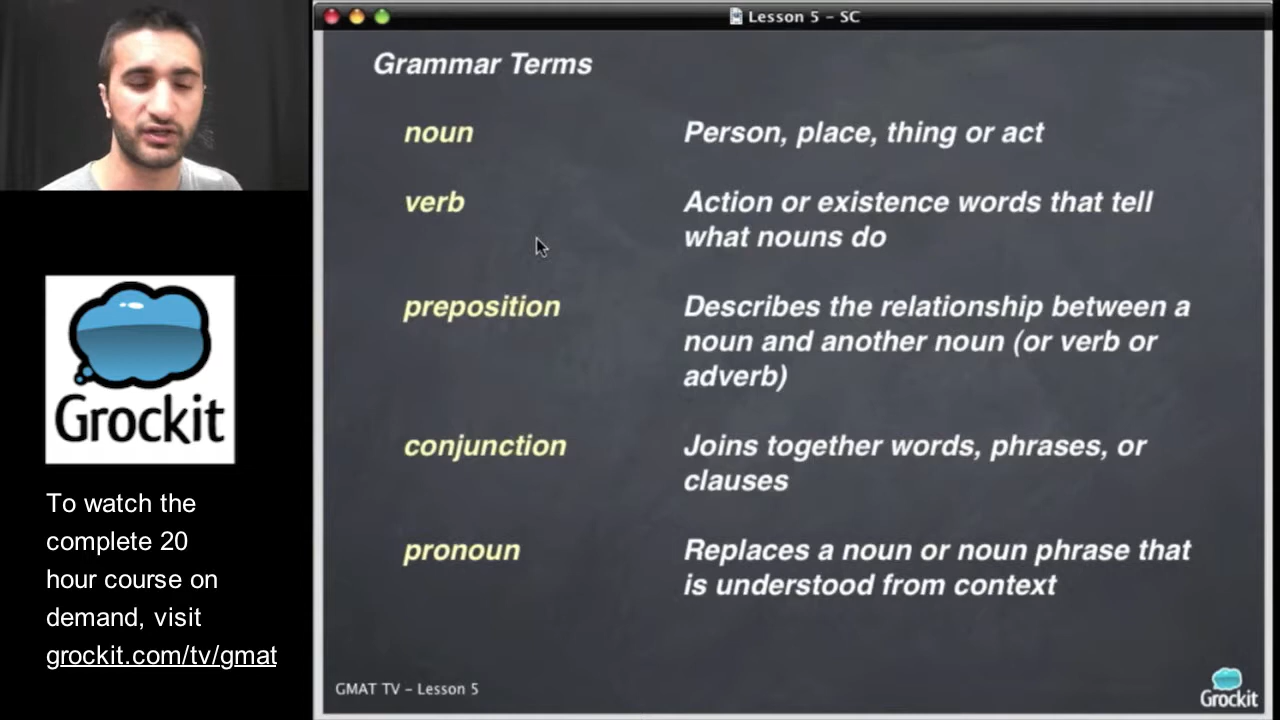 Lesson 5 - SC
Grammar Terms
noun
Person, place, thing or act
verb
Action or existence words that tell
what nouns do
preposition
Describes the relationship between a
noun and another noun (or verb or
adverb)
conjunction
Joins together words, phrases, or
clauses
pronoun
Replaces a noun or noun phrase that
is understood from context
GMAT TV - Lesson 5
Grockit
Grockit
To watch the
complete 20
hour course on
demand, visit
grockit.com/tv/gmat